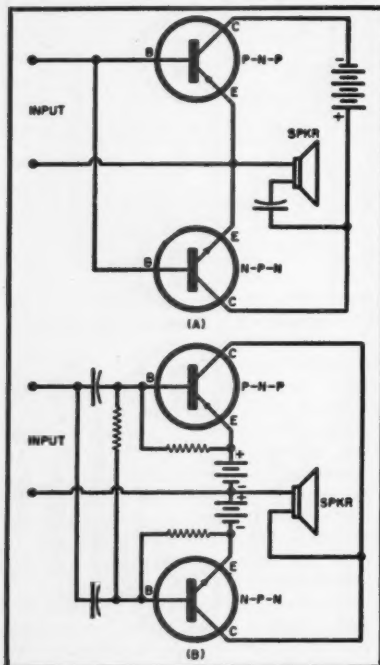 C
B
P-N-P
-
E
INPUT
+
SPKR
E
B
N-P-N
C
(A)
C
B
P-N-P
E
+
INPUT
-
+
SPKR
-
E
B
N-P-N
C
(B)